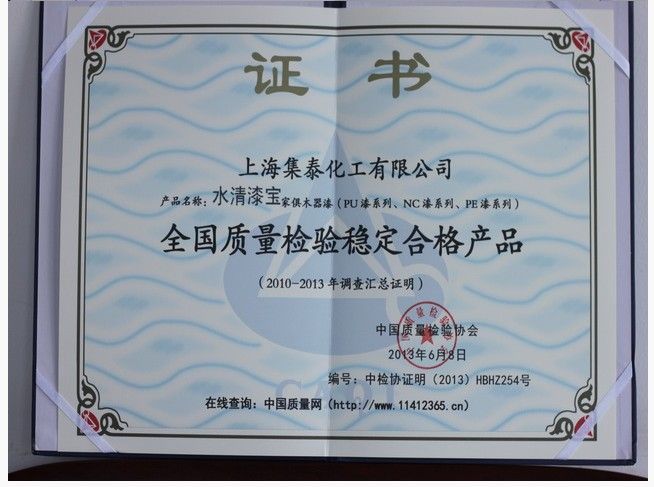 证书
上海集泰化工有限公司
产品名称：水清漆宝家俱木器漆（PU漆系列、NC漆系列、PE漆系列）
全国质量检验稳定合格产品
（2010-2013年调查汇总证明）
中国质量检验协会
2013年6月8日
编号：中检协证明（2013）HBHZ254号
在线查询：中国质量网（http://www.11412365.cn）